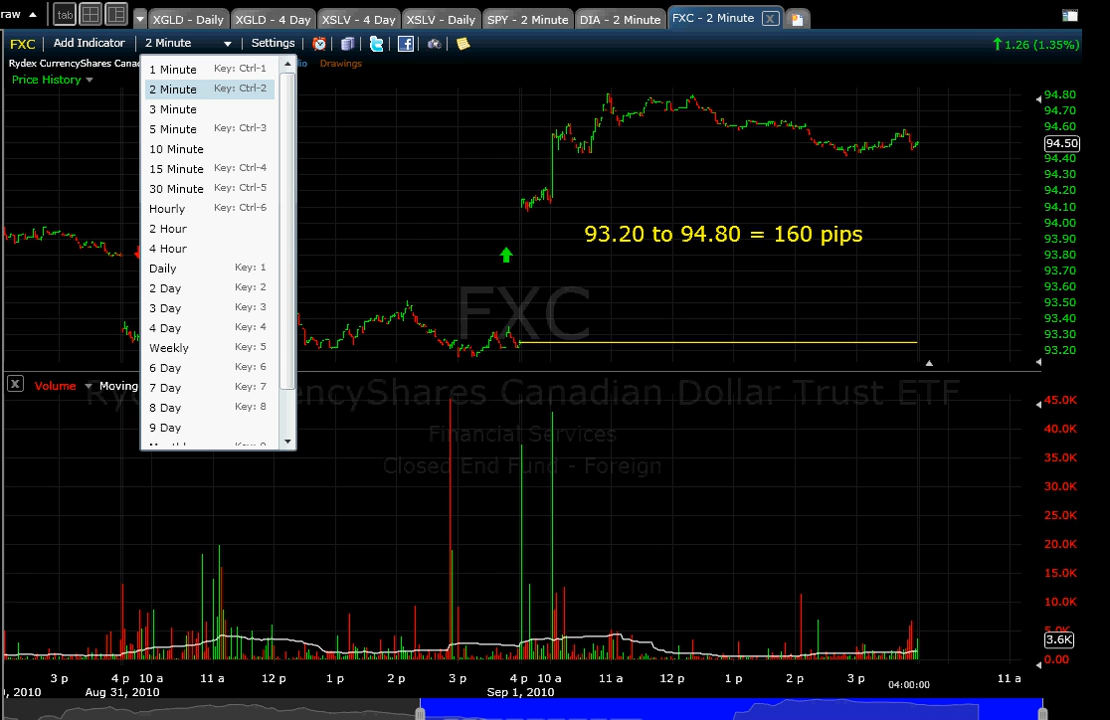 raw
tab
XGLD - Daily
XGLD - 4 Day
XSLV - 4 Day
XSLV - Daily
SPY - 2 Minute
DIA - 2 Minute
FXC - 2 Minute
FXC
Add Indicator
2 Minute
Settings
1.26 (1.35%)
Rydex CurrencyShares Cana
Drawings
Price History
1 Minute Key: Ctrl-1
2 Minute Key: Ctrl-2
3 Minute
5 Minute Key: Ctrl-3
10 Minute
15 Minute Key: Ctrl-4
30 Minute Key: Ctrl-5
Hourly Key: Ctrl-6
2 Hour
4 Hour
Daily Key: 1
2 Day Key: 2
3 Day Key: 3
4 Day Key: 4
Weekly Key: 5
6 Day Key: 6
7 Day Key: 7
8 Day Key: 8
9 Day
93.20 to 94.80 = 160 pips
FXC
94.80
94.70
94.60
94.50
94.40
94.30
94.20
94.10
94.00
93.90
93.80
93.70
93.60
93.50
93.40
93.30
93.20
X
Volume
Moving
Ryd
encyShares Canadian Dollar Trust ETF
Financial Services
Closed End Fund - Foreign
45.0K
40.0K
35.0K
30.0K
25.0K
20.0K
15.0K
10.0K
3.6K
0.00
3 p 4 p 10 a 11 a 12 p 1 p 2 p 3 p 4 p 10 a 11 a 12 p 1 p 2 p 3 p 04:00:00 11 a
0, 2010 Aug 31, 2010 Sep 1, 2010